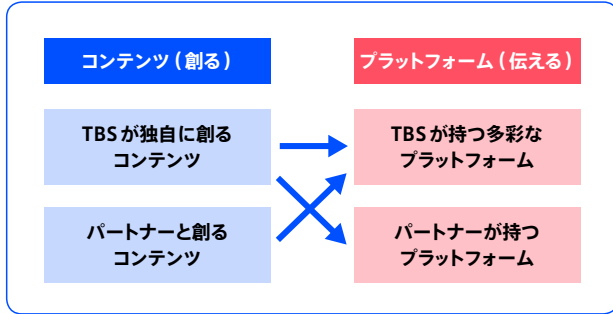 コンテンツ(創る)
プラットフォーム(伝える)
TBSが独自に創る
コンテンツ
TBSが持つ多彩な
プラットフォーム
パートナーと創る
コンテンツ
パートナーが持つ
プラットフォーム